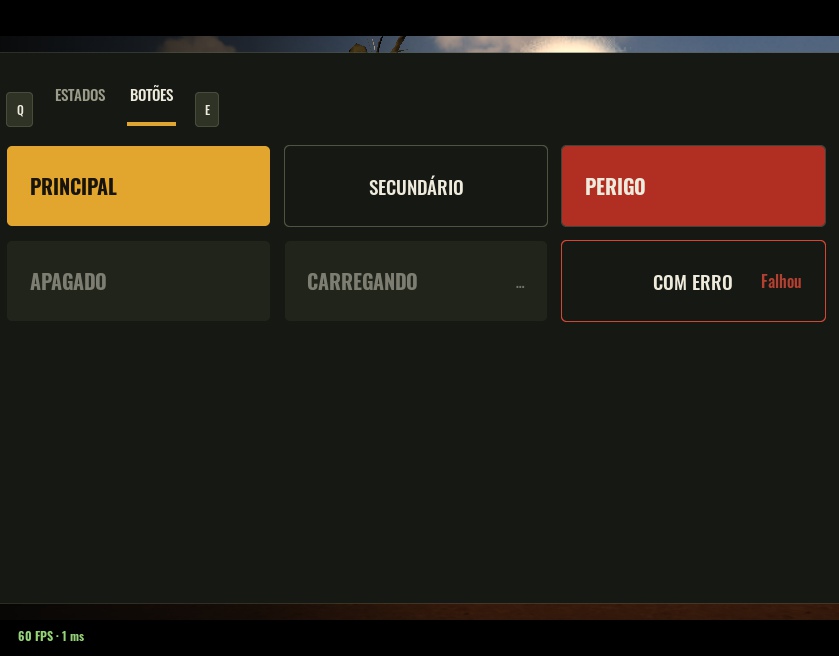 Q
ESTADOS
BOTÕES
E
PRINCIPAL
SECUNDÁRIO
PERIGO
APAGADO
CARREGANDO
...
COM ERRO
Falhou
60 FPS · 1 ms